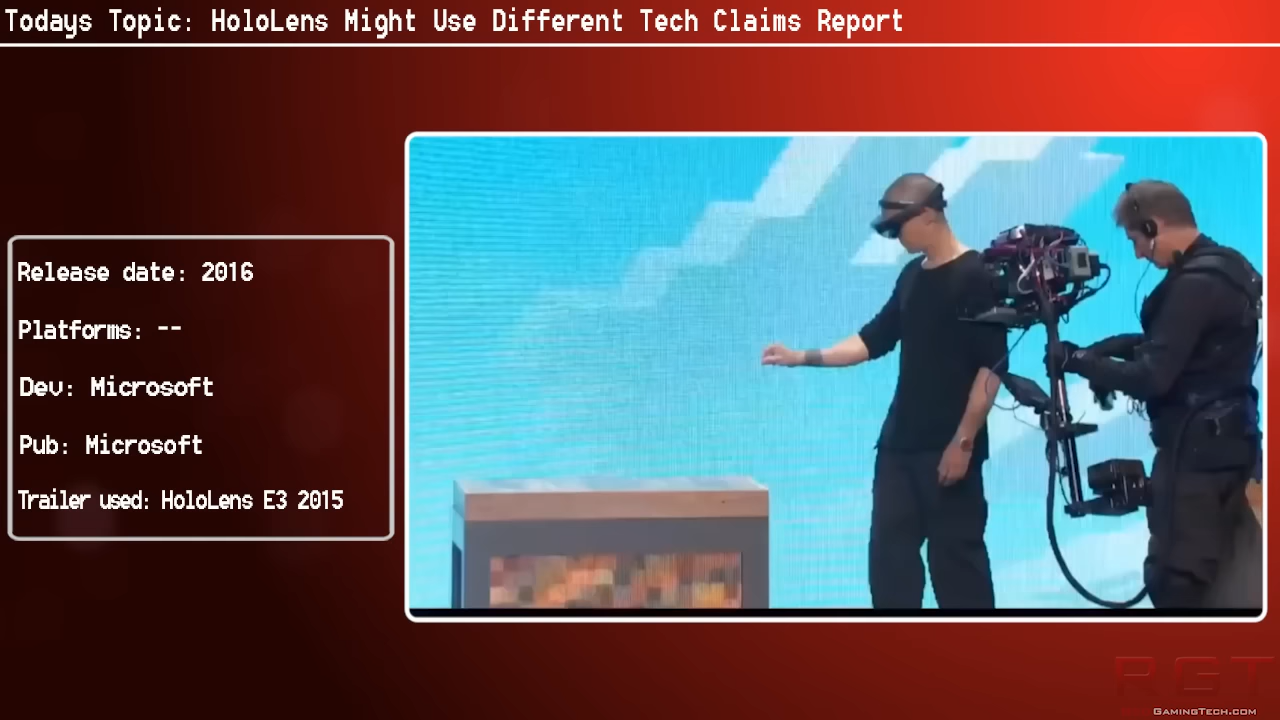 Todays Topic: HoloLens Might Use Different Tech Claims Report
Release date: 2016
Platforms: --
Dev: Microsoft
Pub: Microsoft
Trailer used: HoloLens E3 2015
RGT
GamingTech.com